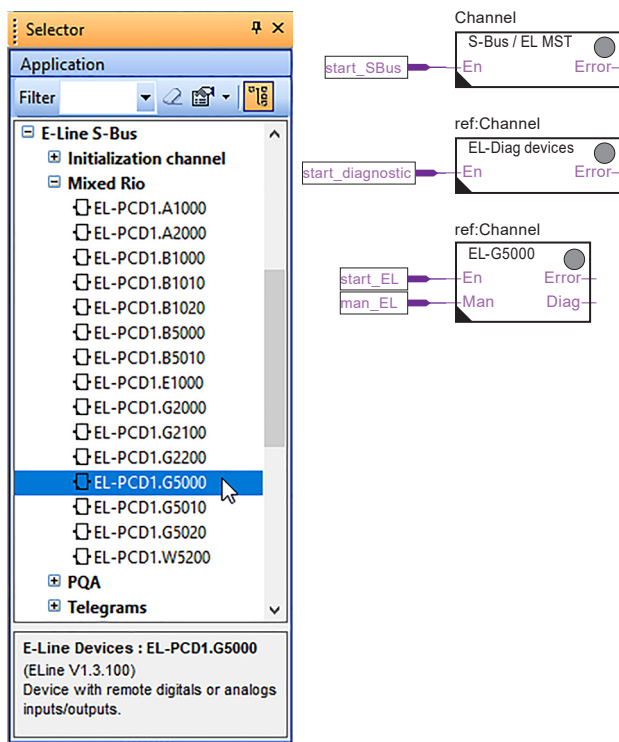 Selector
Application
Filter
E-Line S-Bus
Initialization channel
Mixed Rio
EL-PCD1.A1000
EL-PCD1.A2000
EL-PCD1.B1000
EL-PCD1.B1010
EL-PCD1.B1020
EL-PCD1.B5000
EL-PCD1.B5010
EL-PCD1.E1000
EL-PCD1.G2000
EL-PCD1.G2100
EL-PCD1.G2200
EL-PCD1.G5000
EL-PCD1.G5010
EL-PCD1.G5020
EL-PCD1.W5200
PQA
Telegrams
E-Line Devices : EL-PCD1.G5000
(ELine V1.3.100)
Device with remote digitals or analogs
inputs/outputs.
Channel
S-Bus / EL MST
start_SBus En Error
ref:Channel
EL-Diag devices
start_diagnostic En Error
ref:Channel
EL-G5000
start_EL En Error
man_EL Man Diag